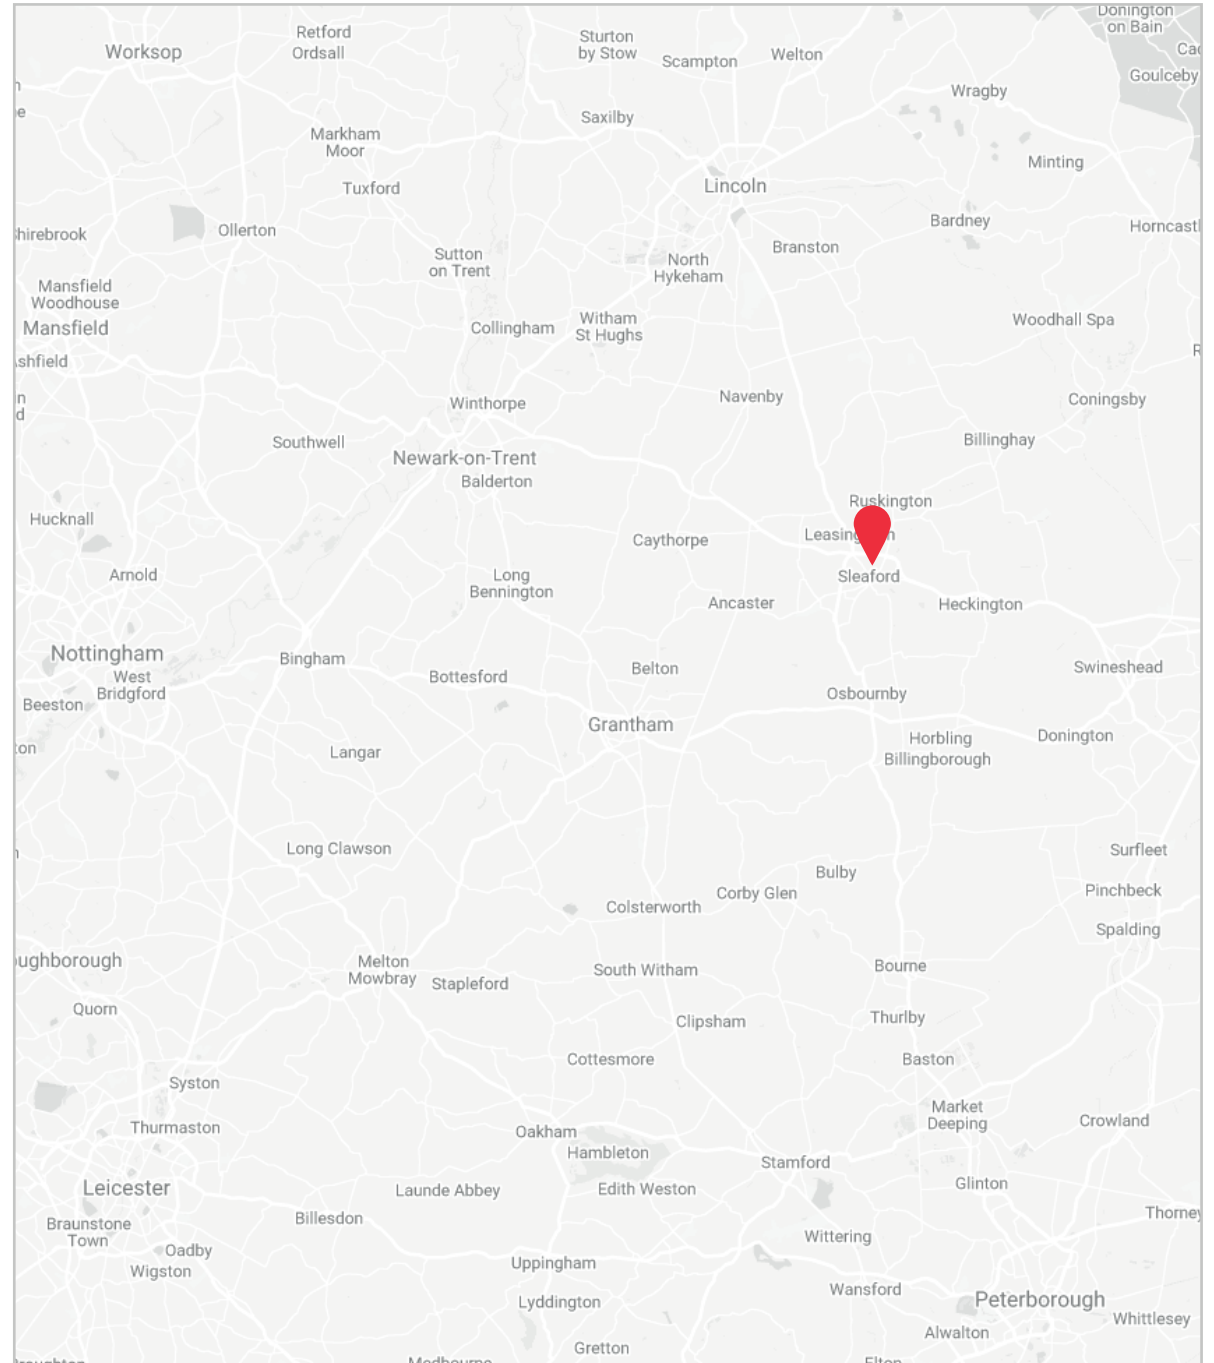 Donington
on Bain
Retford
Ordsall
Worksop
Sturton
by Stow
Scampton
Welton
Goulceby
Wragby
Saxilby
Markham
Moor
Minting
Tuxford
Lincoln
Bardney
Horncastl
Ollerton
hirebrook
Branston
Sutton
on Trent
North
Hykeham
Mansfield
Woodhouse
Mansfield
Collingham
Witham
St Hughs
Woodhall Spa
shfield
Navenby
Coningsby
Winthorpe
Southwell
Billinghay
Newark-on-Trent
Balderton
Ruskington
Hucknall
Caythorpe
Leasing n
Arnold
Long
Bennington
Sleaford
Ancaster
Heckington
Nottingham
West
Bridgford
Bingham
Bottesford
Belton
Swineshead
Beeston
Osbournby
Grantham
Langar
Horbling
Billingborough
Donington
ton
Long Clawson
Surfleet
Bulby
Pinchbeck
Corby Glen
Colsterworth
Spalding
ughborough
Melton
Mowbray
Stapleford
South Witham
Bourne
Quorn
Clipsham
Thurlby
Cottesmore
Baston
Syston
Market
Deeping
Crowland
Thurmaston
Oakham
Hambleton
Stamford
Leicester
Launde Abbey
Edith Weston
Glinton
Billesdon
Thorney
Braunstone
Town
Oadby
Wigston
Wittering
Uppingham
Lyddington
Wansford
Peterborough
Whittlesey
Alwalton
Gretton